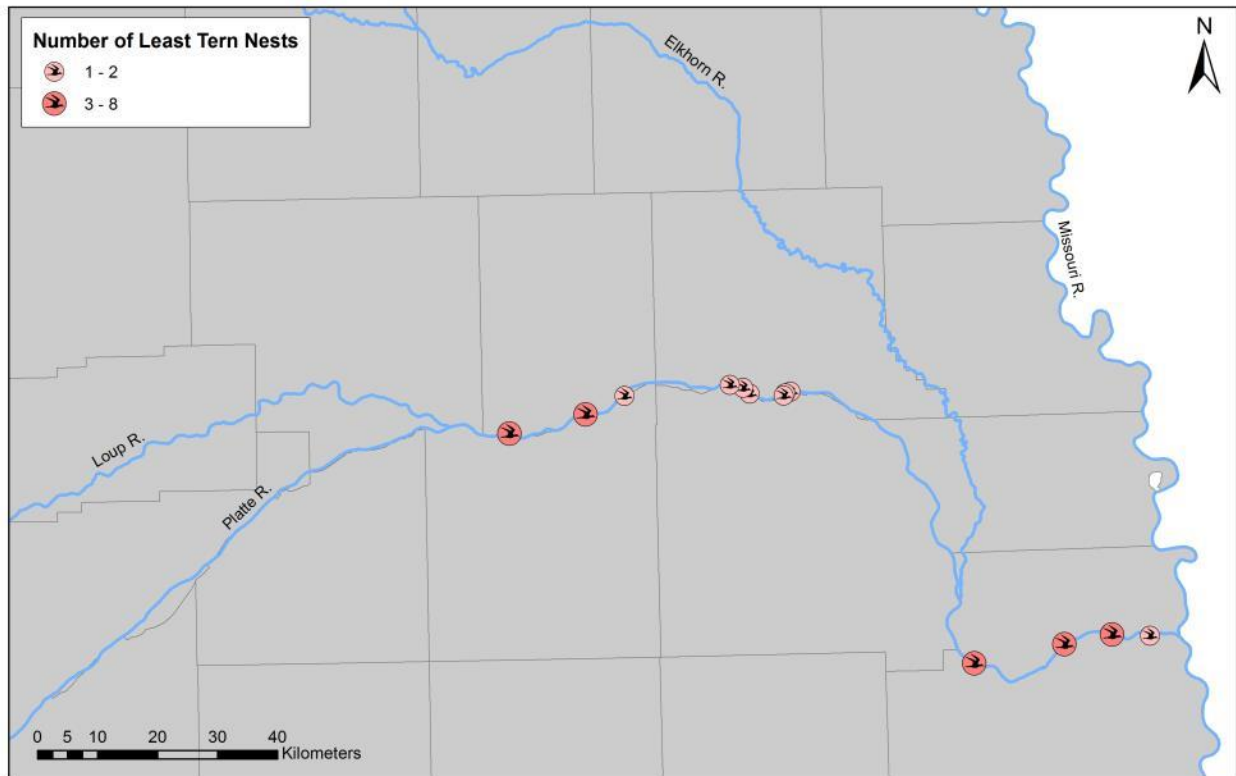 Number of Least Tern Nests
1 - 2
3 - 8
Elkhorn R.
N
Missouri R.
Loup R.
Platte R.
0 5 10 20 30 40
Kilometers